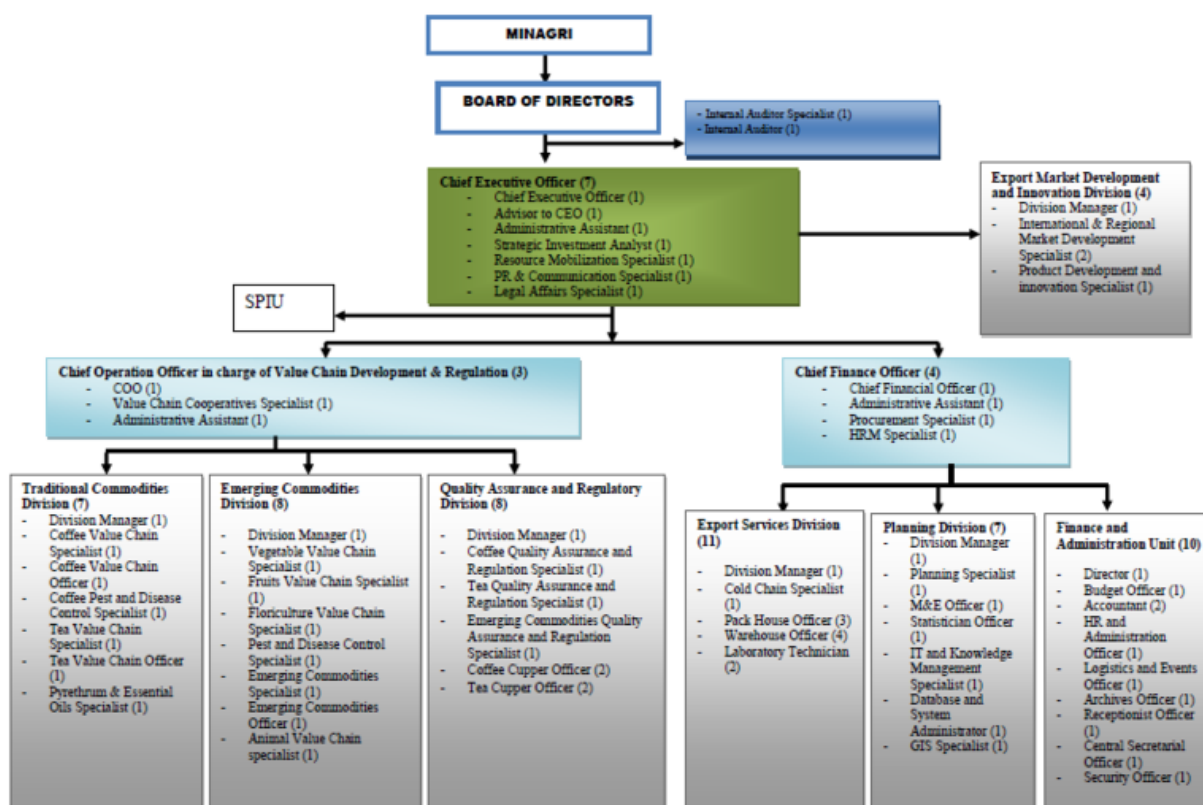 MINAGRI
BOARD OF DIRECTORS
- Internal Auditor Specialist (1)
- Internal Auditor (1)
Chief Executive Officer (7)
- Chief Executive Officer (1)
- Advisor to CEO (1)
- Administrative Assistant (1)
- Strategic Investment Analyst (1)
- Resource Mobilization Specialist (1)
- PR & Communication Specialist (1)
- Legal Affairs Specialist (1)
Export Market Development
and Innovation Division (4)
- Division Manager (1)
- International & Regional
Market Development
Specialist (2)
- Product Development and
innovation Specialist (1)
SPIU
Chief Operation Officer in charge of Value Chain Development & Regulation (3)
- COO (1)
- Value Chain Cooperatives Specialist (1)
- Administrative Assistant (1)
Chief Finance Officer (4)
- Chief Financial Officer (1)
- Administrative Assistant (1)
- Procurement Specialist (1)
- HRM Specialist (1)
Traditional Commodities
Division (7)
- Division Manager (1)
- Coffee Value Chain
Specialist (1)
- Coffee Value Chain
Officer (1)
- Coffee Pest and Disease
Control Specialist (1)
- Tea Value Chain
Specialist (1)
- Tea Value Chain Officer
(1)
- Pyrethrum & Essential
Oils Specialist (1)
Emerging Commodities
Division (8)
- Division Manager (1)
- Vegetable Value Chain
Specialist (1)
- Fruits Value Chain Specialist
(1)
- Floriculture Value Chain
Specialist (1)
- Pest and Disease Control
Specialist (1)
- Emerging Commodities
Specialist (1)
- Emerging Commodities
Officer (1)
- Animal Value Chain
specialist (1)
Quality Assurance and Regulatory
Division (8)
- Division Manager (1)
- Coffee Quality Assurance and
Regulation Specialist (1)
- Tea Quality Assurance and
Regulation Specialist (1)
- Emerging Commodities Quality
Assurance and Regulation
Specialist (1)
- Coffee Cupper Officer (2)
- Tea Cupper Officer (2)
Export Services Division
(11)
- Division Manager (1)
- Cold Chain Specialist
(1)
- Pack House Officer (3)
- Warehouse Officer (4)
- Laboratory Technician
(2)
Planning Division (7)
- Division Manager
(1)
- Planning Specialist
(1)
- M&E Officer (1)
- Statistician Officer
(1)
- IT and Knowledge
Management
Specialist (1)
- Database and
System
Administrator (1)
- GIS Specialist (1)
Finance and
Administration Unit (10)
- Director (1)
- Budget Officer (1)
- Accountant (2)
- HR and
Administration
Officer (1)
- Logistics and Events
Officer (1)
- Archives Officer (1)
- Receptionist Officer
(1)
- Central Secretarial
Officer (1)
- Security Officer (1)